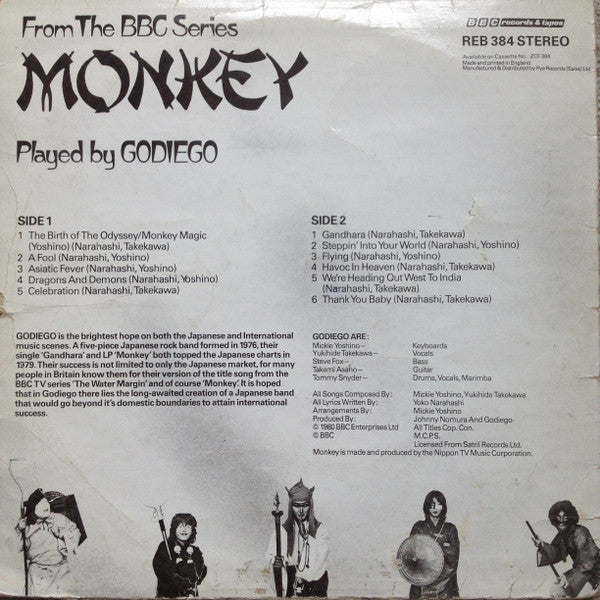 From The BBC Series
MONKEY
Played by GODIEGO
BBC records & tapes
REB 384 STEREO
Available on Cassette No.: ZCF 384
Made and printed in England
Manufactured & Distributed by Pye Records (Sales) Ltd
SIDE 1
1 The Birth of The Odyssey/Monkey Magic
(Yoshino) (Narahashi, Takekawa)
2 A Fool (Narahashi, Yoshino)
3 Asiatic Fever (Narahashi, Yoshino)
4 Dragons And Demons (Narahashi, Yoshino)
5 Celebration (Narahashi, Takekawa)
SIDE 2
1 Gandhara (Narahashi, Takekawa)
2 Steppin' Into Your World (Narahashi, Yoshino)
3 Flying (Narahashi, Yoshino)
4 Havoc In Heaven (Narahashi, Takekawa)
5 We're Heading Out West To India
(Narahashi, Takekawa)
6 Thank You Baby (Narahashi, Takekawa)
GODIEGO is the brightest hope on both the Japanese and International
music scenes. A five-piece Japanese rock band formed in 1976, their
single 'Gandhara' and LP 'Monkey' both topped the Japanese charts in
1979. Their success is not limited to only the Japanese market, for many
people in Britain know them for their version of the title song from the
BBC TV series 'The Water Margin' and of course 'Monkey'. It is hoped
that in Godiego there lies the long-awaited creation of a Japanese band
that would go beyond it's domestic boundaries to attain international
success.
GODIEGO ARE:
Mickie Yoshino– Keyboards
Yukihide Takekawa– Vocals
Steve Fox– Bass
Takami Asano– Guitar
Tommy Snyder– Drums, Vocals, Marimba
All Songs Composed By: Mickie Yoshino, Yukihide Takekawa
All Lyrics Written By: Yoko Narahashi
Arrangements By: Mickie Yoshino
Produced By: Johnny Nomura And Godiego
© 1980 BBC Enterprises Ltd All Titles Cop. Con.
© BBC M.C.P.S.
Licensed From Satril Records Ltd.
Monkey is made and produced by the Nippon TV Music Corporation.